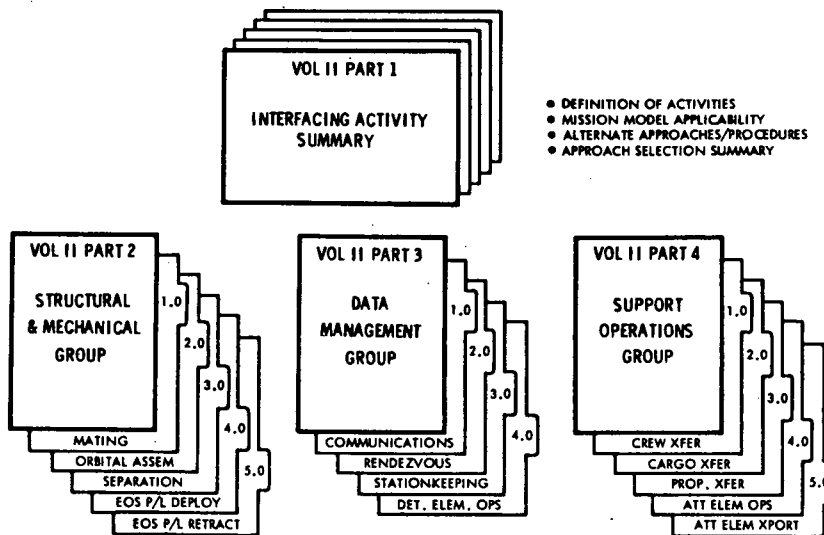 VOL II PART 1
INTERFACING ACTIVITY
SUMMARY
• DEFINITION OF ACTIVITIES
• MISSION MODEL APPLICABILITY
• ALTERNATE APPROACHES/PROCEDURES
• APPROACH SELECTION SUMMARY
VOL II PART 2
STRUCTURAL
& MECHANICAL
GROUP
1.0
2.0
3.0
4.0
5.0
MATING
ORBITAL ASSEM
SEPARATION
EOS P/L DEPLOY
EOS P/L RETRACT
VOL II PART 3
DATA
MANAGEMENT
GROUP
1.0
2.0
3.0
4.0
COMMUNICATIONS
RENDEZVOUS
STATIONKEEPING
DET. ELEM. OPS
VOL II PART 4
SUPPORT
OPERATIONS
GROUP
1.0
2.0
3.0
4.0
5.0
CREW XFER
CARGO XFER
PROP. XFER
ATT ELEM OPS
ATT ELEM XPORT